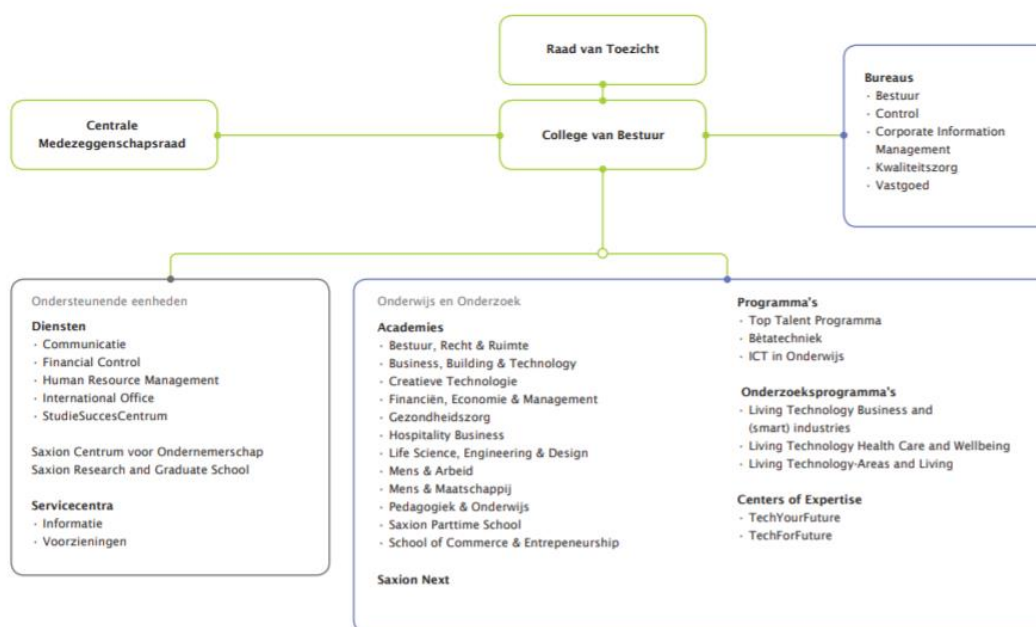 Raad van Toezicht
Centrale
Medezeggenschapsraad
College van Bestuur
Bureaus
· Bestuur
· Control
· Corporate Information
Management
· Kwaliteitszorg
· Vastgoed
Ondersteunende eenheden
Diensten
· Communicatie
· Financial Control
· Human Resource Management
· International Office
· StudieSuccesCentrum
Saxion Centrum voor Ondernemerschap
Saxion Research and Graduate School
Servicecentra
· Informatie
· Voorzieningen
Onderwijs en Onderzoek
Academies
· Bestuur, Recht & Ruimte
· Business, Building & Technology
· Creatieve Technologie
· Financiën, Economie & Management
· Gezondheidszorg
· Hospitality Business
· Life Science, Engineering & Design
· Mens & Arbeid
· Mens & Maatschappij
· Pedagogiek & Onderwijs
· Saxion Parttime School
· School of Commerce & Entrepeneurship
Saxion Next
Programma's
· Top Talent Programma
· Bètatechniek
· ICT in Onderwijs
Onderzoeksprogramma's
· Living Technology Business and
(smart) industries
· Living Technology Health Care and Wellbeing
· Living Technology-Areas and Living
Centers of Expertise
· TechYourFuture
· TechForFuture